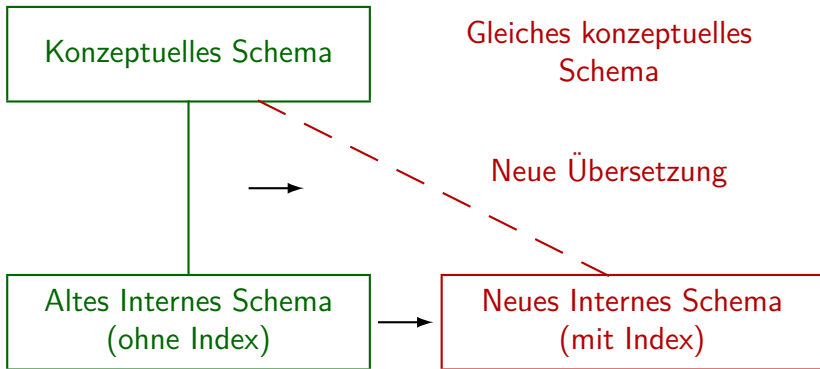 Konzeptuelles Schema
Gleiches konzeptuelles
Schema
Neue Übersetzung
Altes Internes Schema
(ohne Index)
Neues Internes Schema
(mit Index)